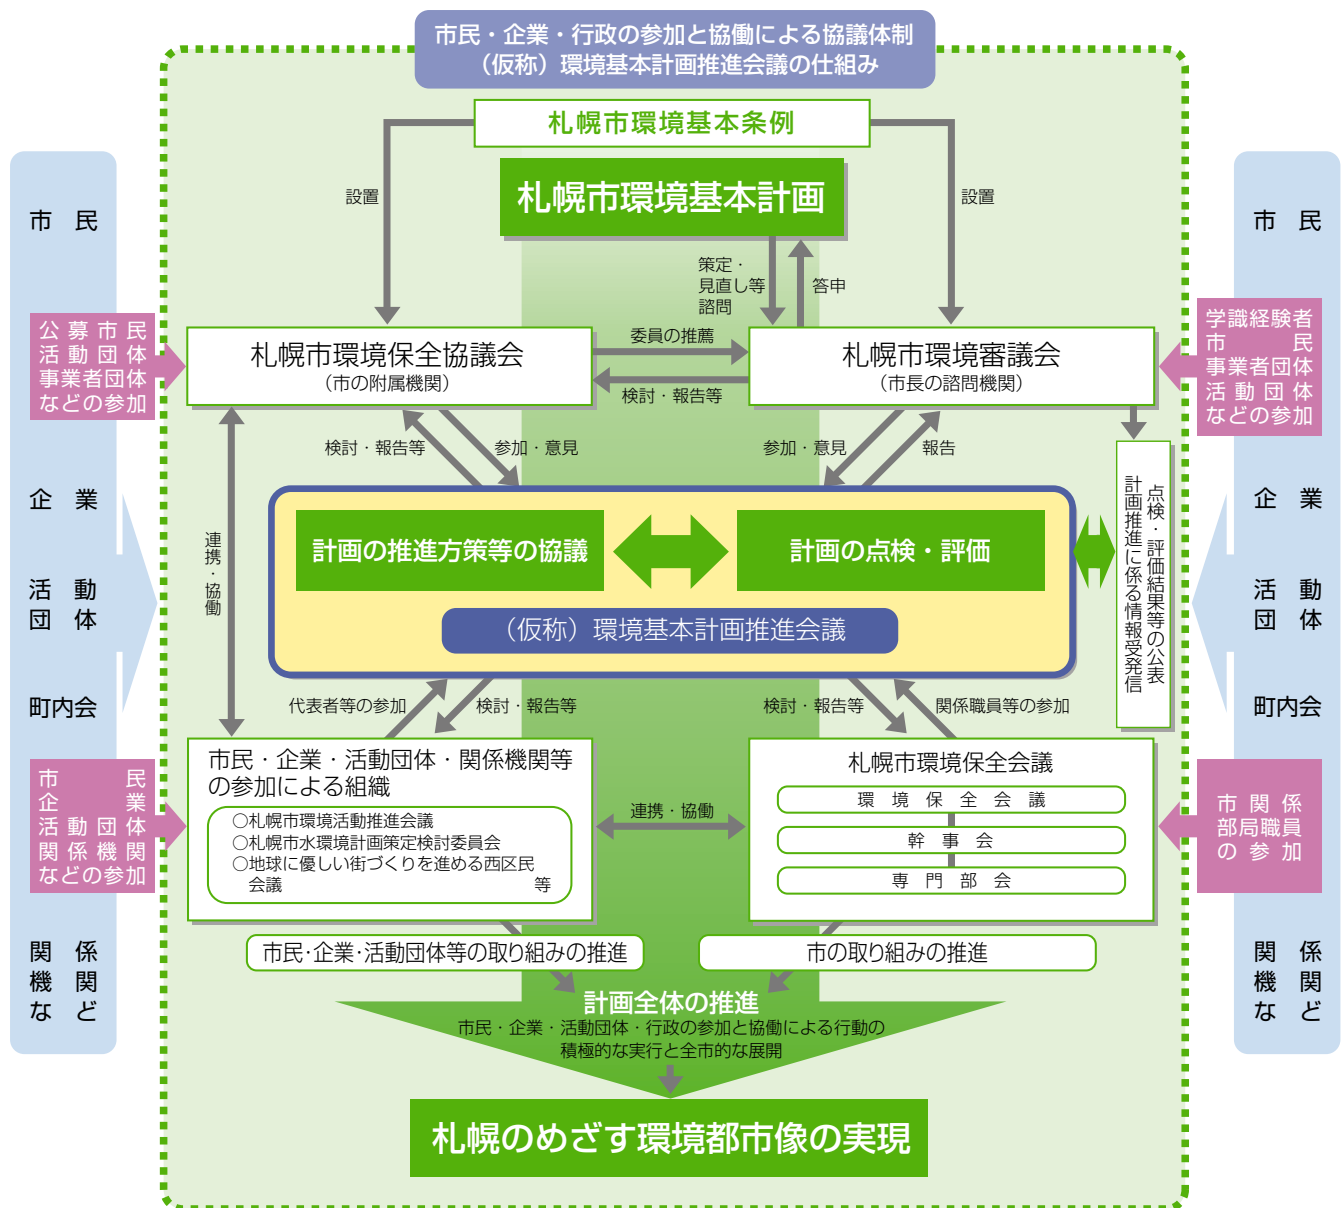 市民・企業・行政の参加と協働による協議体制
（仮称）環境基本計画推進会議の仕組み
札幌市環境基本条例
札幌市環境基本計画
設置
設置
策定・
見直し等
諮問
答申
市　民
企　業
活　動
団　体
町内会
関　係
機　関
な　ど
公募市民
活動団体
事業者団体
などの参加
札幌市環境保全協議会
（市の附属機関）
委員の推薦
検討・報告等
札幌市環境審議会
（市長の諮問機関）
学識経験者
市民
事業者団体
活動団体
などの参加
市　民
企　業
活　動
団　体
町内会
関　係
機　関
な　ど
検討・報告等
参加・意見
参加・意見
報告
連携・協働
計画の推進方策等の協議
計画の点検・評価
（仮称）環境基本計画推進会議
点検・評価結果等の公表
計画推進に係る情報受発信
代表者等の参加
検討・報告等
検討・報告等
関係職員等の参加
市民
企業
活動団体
関係機関
などの参加
市民・企業・活動団体・関係機関等
の参加による組織
○札幌市環境活動推進会議
○札幌市水環境計画策定検討委員会
○地球に優しい街づくりを進める西区民
会議　等
連携・協働
札幌市環境保全会議
環境保全会議
幹事会
専門部会
市関係
部局職員
の参加
市民・企業・活動団体等の取り組みの推進
市の取り組みの推進
計画全体の推進
市民・企業・活動団体・行政の参加と協働による行動の
積極的な実行と全市的な展開
札幌のめざす環境都市像の実現